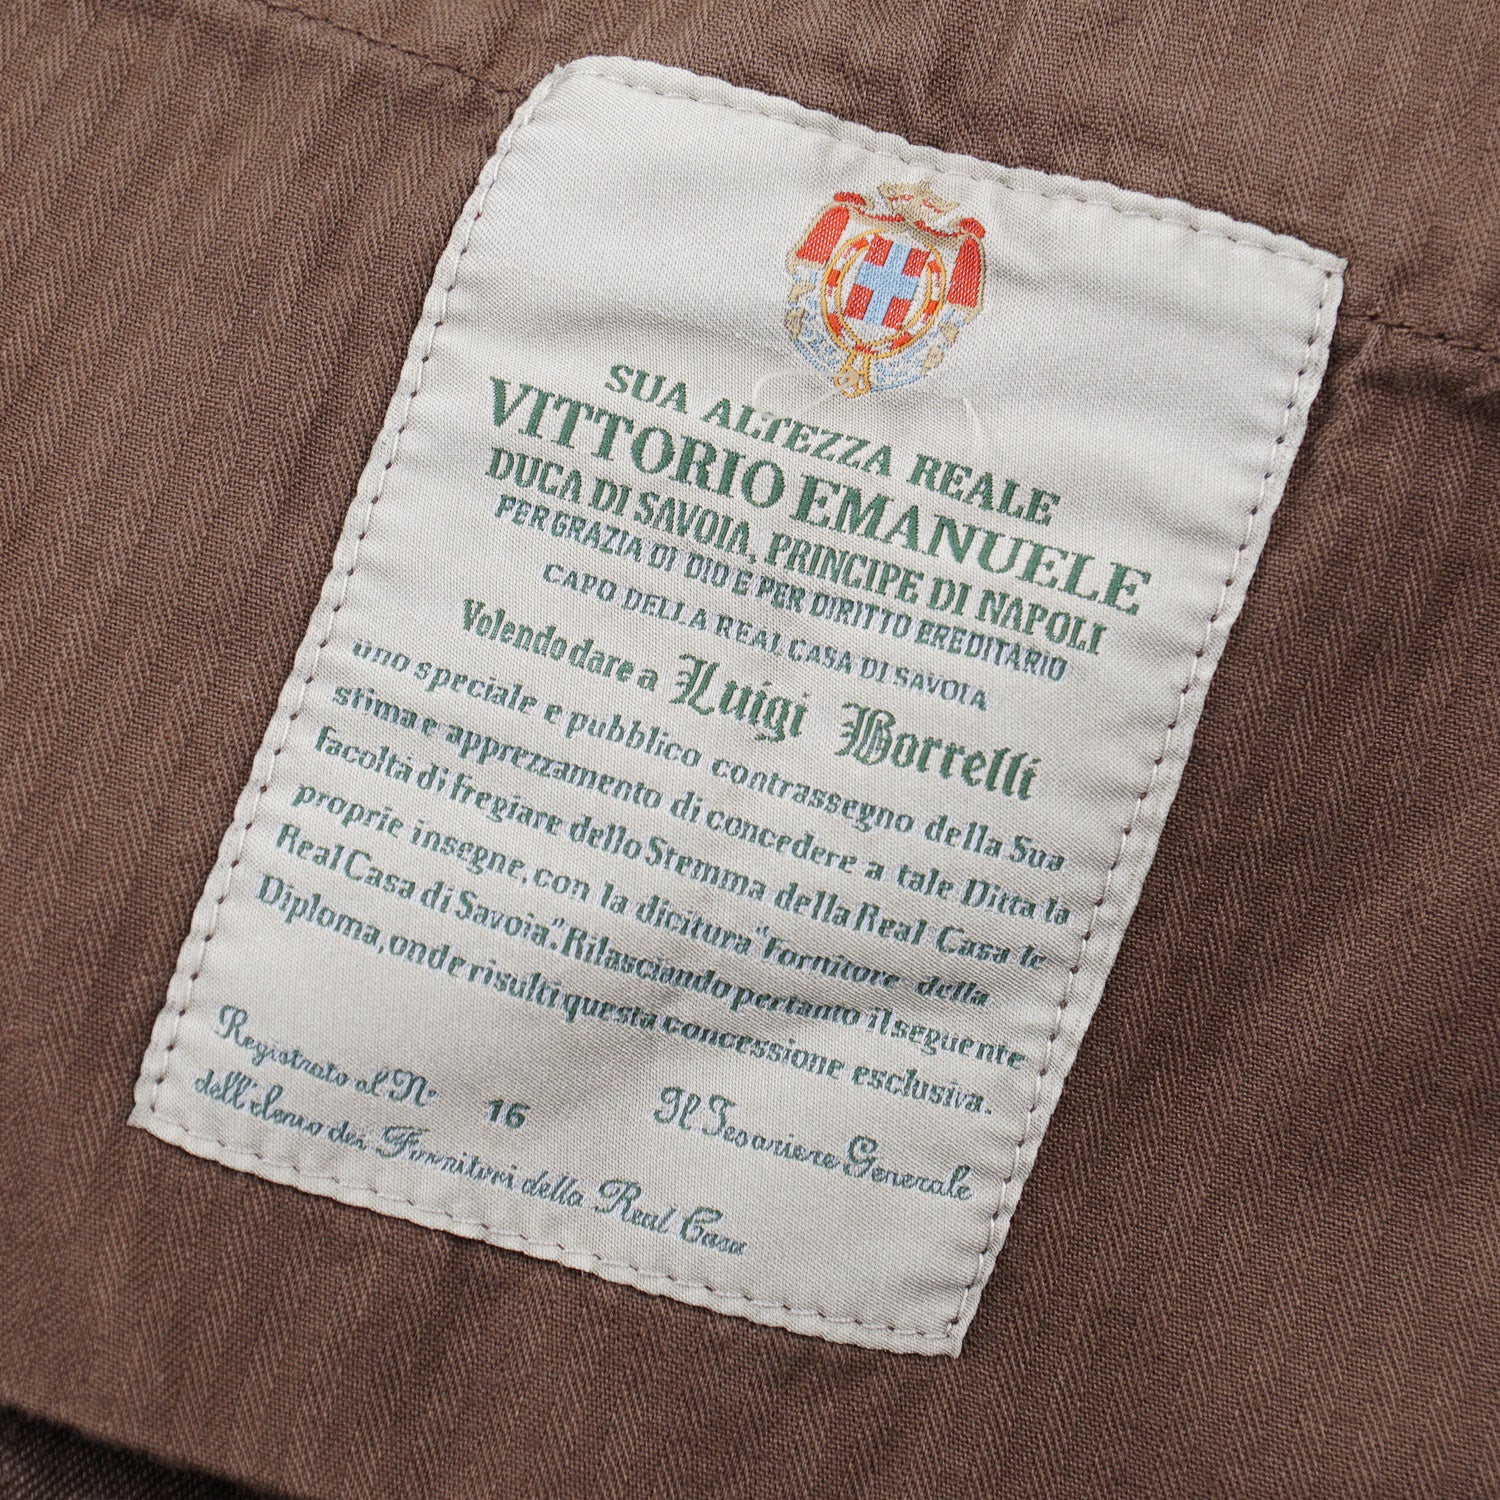 SUA ALTEZZA REALE
VITTORIO EMANUELE
DUCA DI SAVOIA, PRINCIPE DI NAPOLI
PER GRAZIA DI DIO E PER DIRITTO EREDITARIO
CAPO DELLA REAL CASA DI SAVOIA
Volendo dare a Luigi Borrelli
uno speciale e pubblico contrassegno della Sua
stima e apprezzamento di concedere a tale Ditta la
facoltà di fregiare dello Stemma della Real Casa le
proprie insegne, con la dicitura "Fornitore della
Real Casa di Savoia". Rilasciando pertanto il seguente
Diploma, onde risulti questa concessione esclusiva.
Registrato al N° 16 Il Tesoriere Generale
dell'elenco dei Fornitori della Real Casa